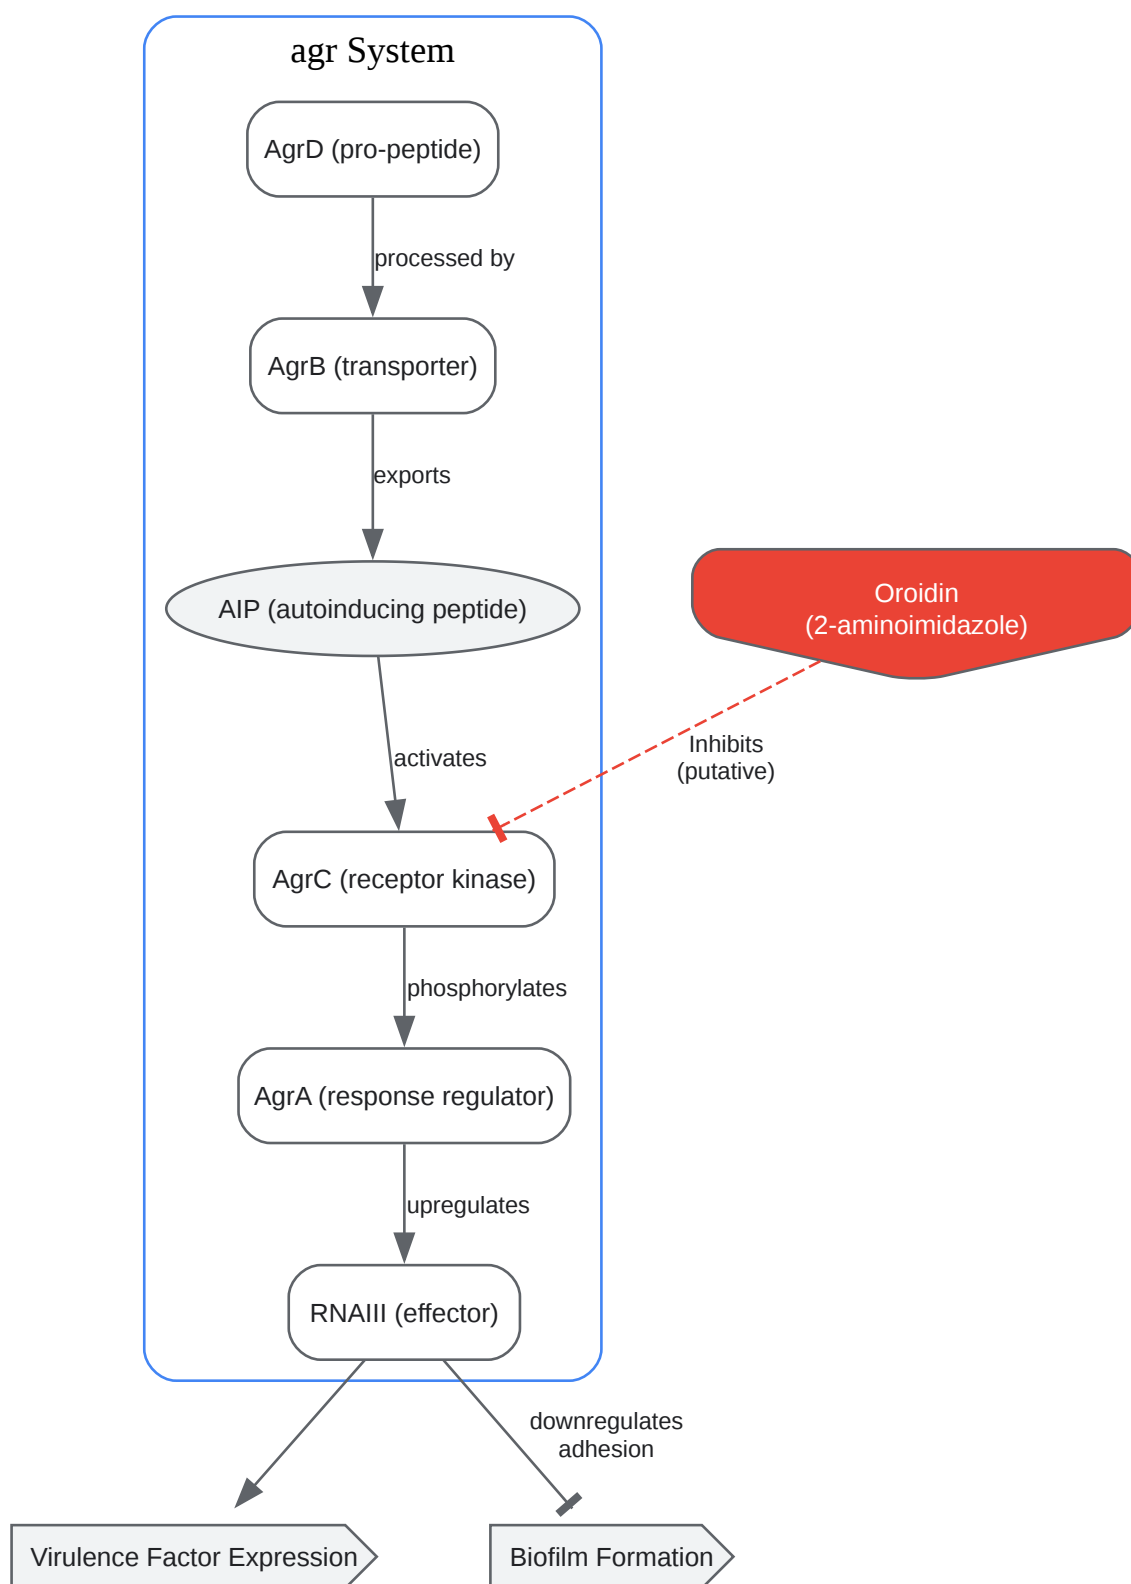 agr System
AgrD (pro-peptide)
processed by
AgrB (transporter)
exports
AIP (autoinducing peptide)
Oroidin
(2-aminoimidazole)
Inhibits
(putative)
activates
AgrC (receptor kinase)
phosphorylates
AgrA (response regulator)
upregulates
RNAIII (effector)
downregulates
adhesion
Virulence Factor Expression
Biofilm Formation